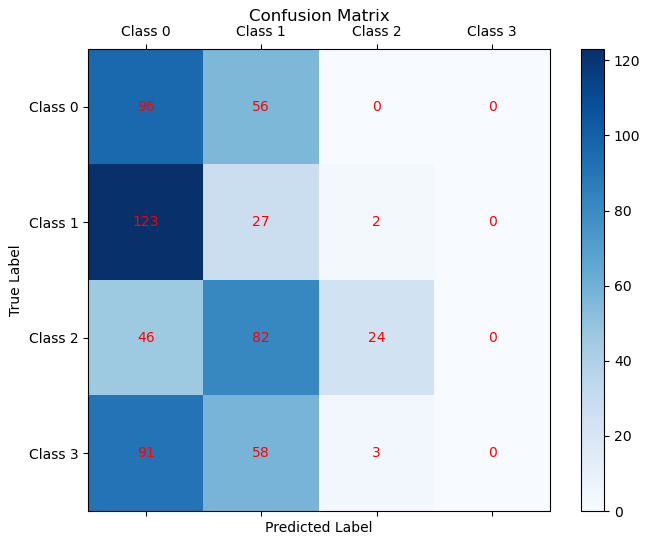 Confusion Matrix
Class 0 Class 1 Class 2 Class 3
Class 0 96 56 0 0
Class 1 123 27 2 0
Class 2 46 82 24 0
Class 3 91 58 3 0
True Label
Predicted Label
120
100
80
60
40
20
0